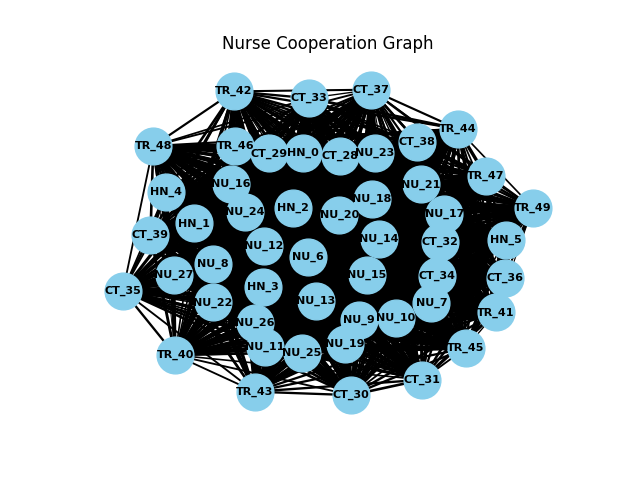 Nurse Cooperation Graph
TR_42
CT_33
CT_37
TR_44
TR_48
TR_46
CT_29
HN_0
CT_28
NU_23
CT_38
TR_47
HN_4
NU_16
NU_18
NU_21
TR_49
HN_1
NU_24
HN_2
NU_20
NU_17
CT_39
NU_12
NU_14
CT_32
HN_5
NU_27
NU_8
NU_6
NU_15
CT_34
CT_36
CT_35
NU_22
HN_3
NU_13
NU_7
TR_41
NU_26
NU_9
NU_10
TR_40
NU_11
NU_25
NU_19
TR_45
TR_43
CT_30
CT_31